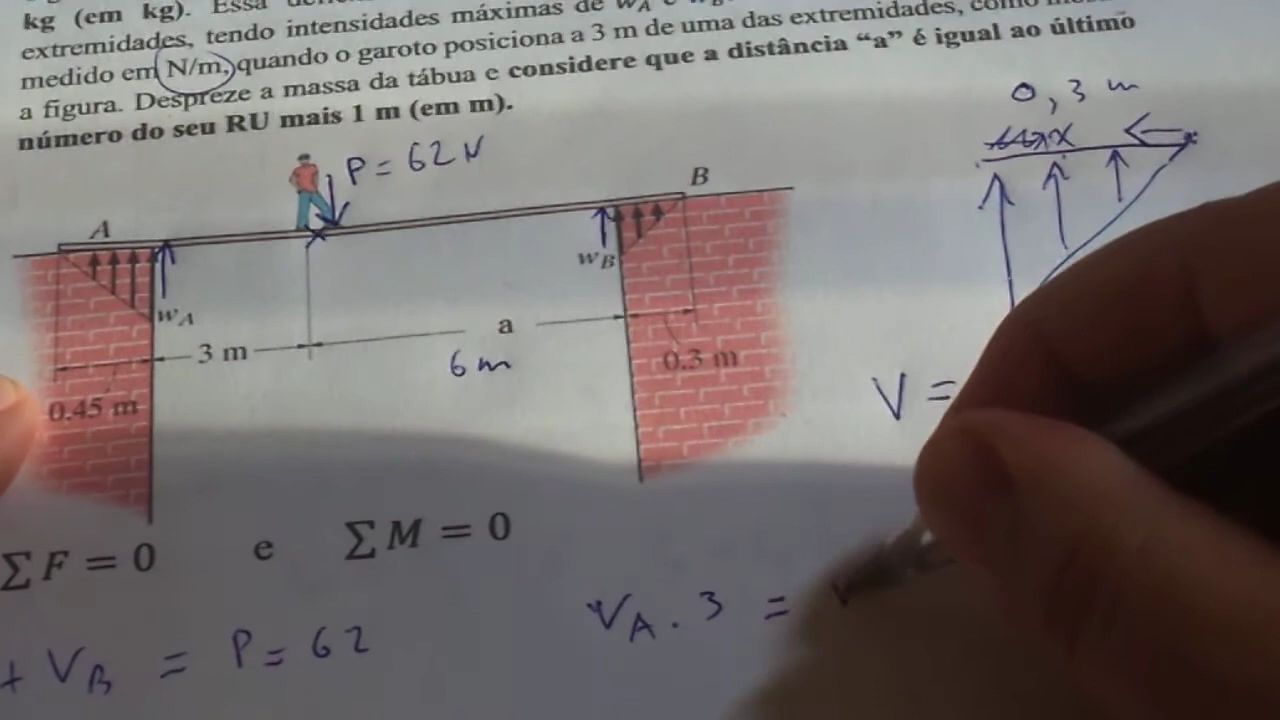 kg (em kg). Essa
extremidades, tendo intensidades máximas de w_A e
medido em N/m, quando o garoto posiciona a 3 m de uma das extremidades, como
a figura. Despreze a massa da tábua e considere que a distância “a” é igual ao último
número do seu RU mais 1 m (em m).
0,3 m
P = 62 N
B
A
w_B
w_A
a
3 m
6 m
0.3 m
0.45 m
V =
ΣF = 0 e ΣM = 0
V_A . 3 =
+ V_B = P = 62